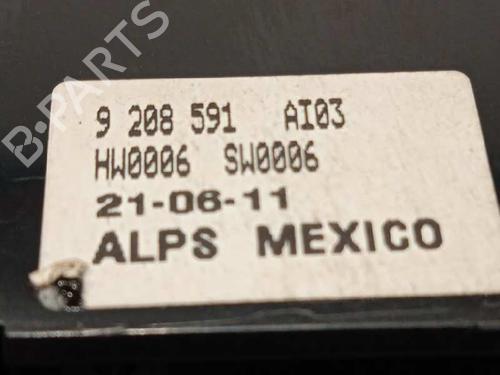 B-PARTS
9 208 591 AI03
HW0006 SW0006
21-06-11
ALPS MEXICO